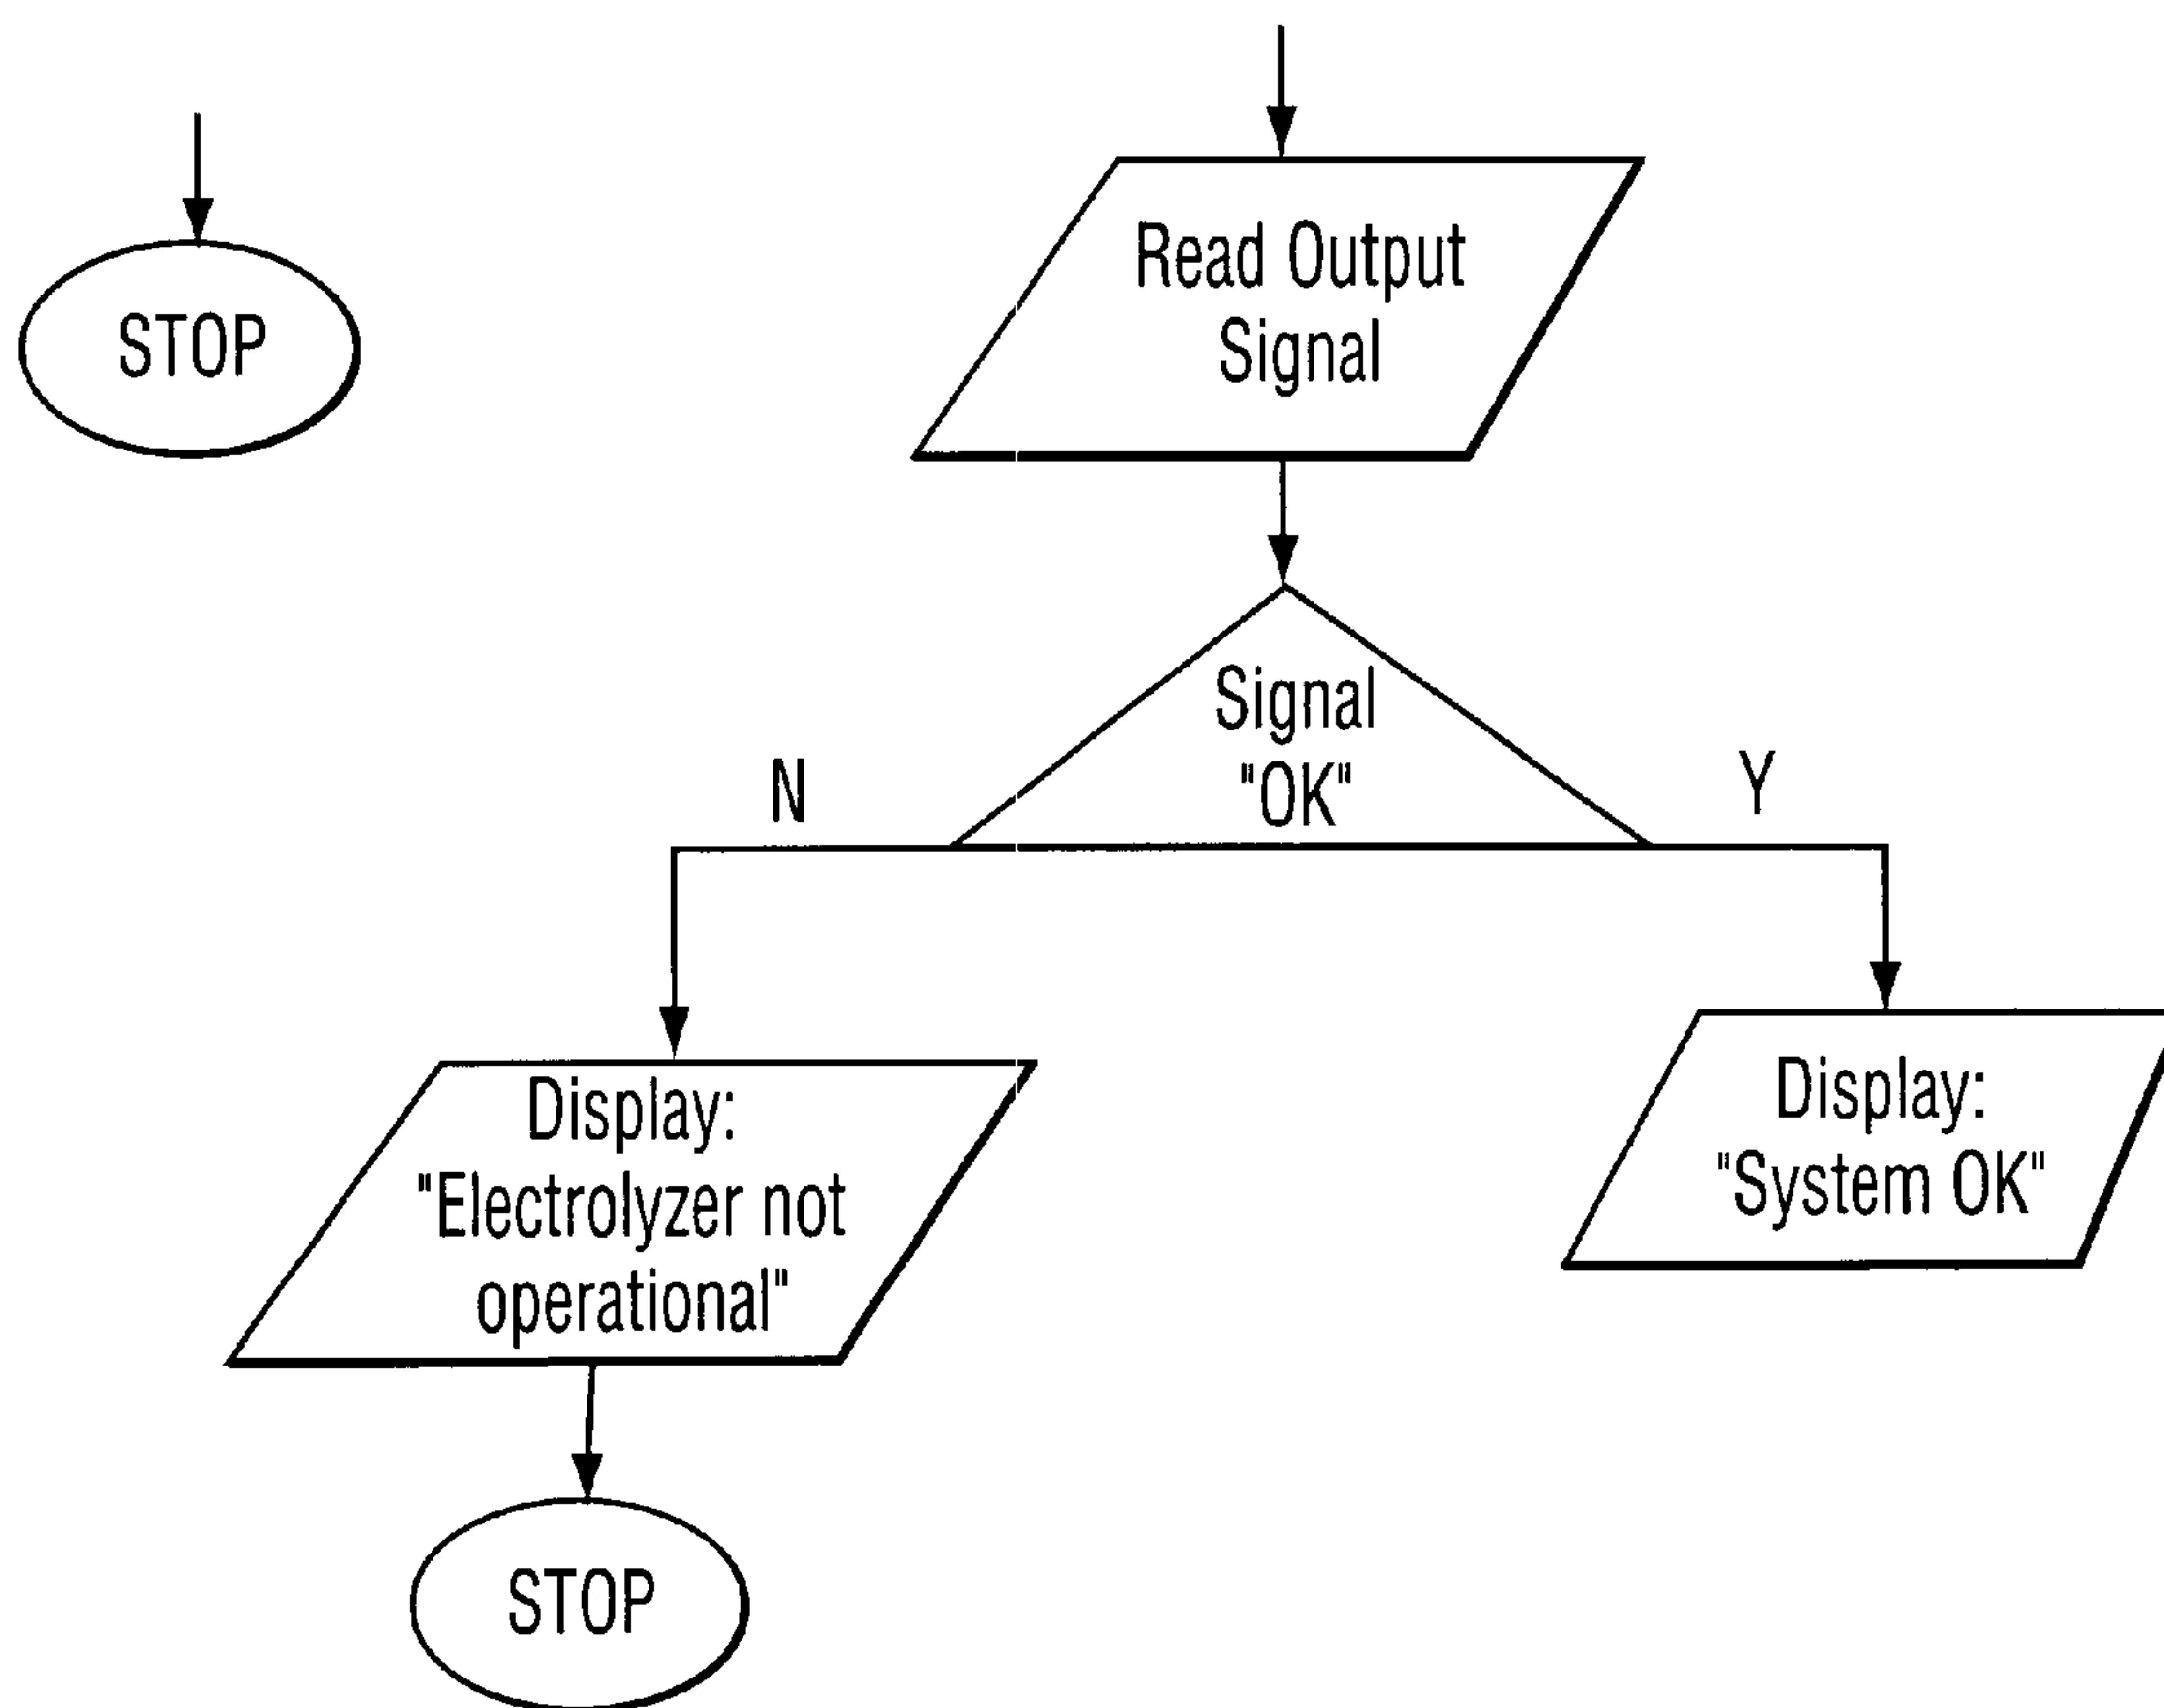 STOP
Read Output
Signal
Signal
"OK"
N
Y
Display:
"Electrolyzer not
operational"
Display:
"System OK"
STOP